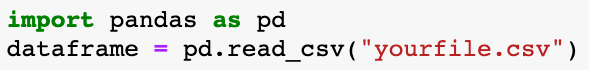 import pandas as pd
dataframe = pd.read_csv("yourfile.csv")